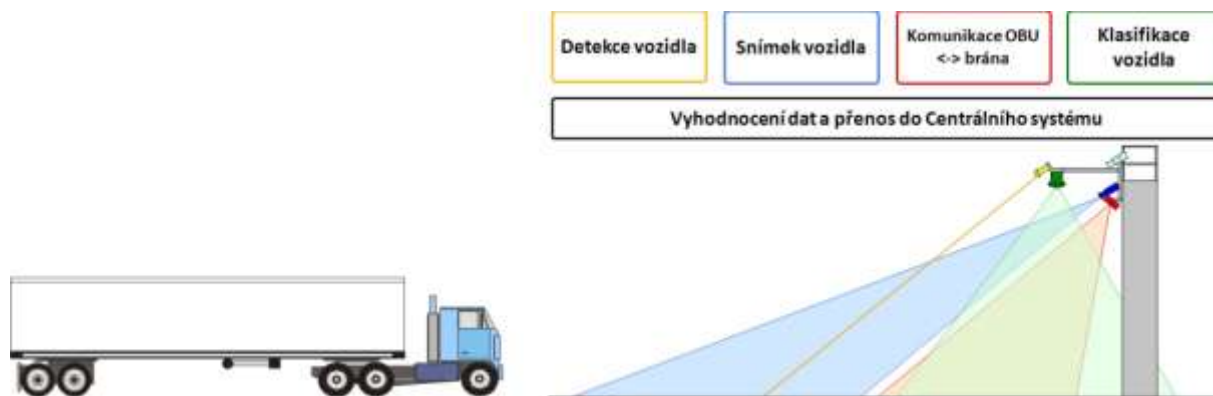 Detekce vozidla
Snímek vozidla
Komunikace OBU
<-> brána
Klasifikace
vozidla
Vyhodnocení dat a přenos do Centrálního systému